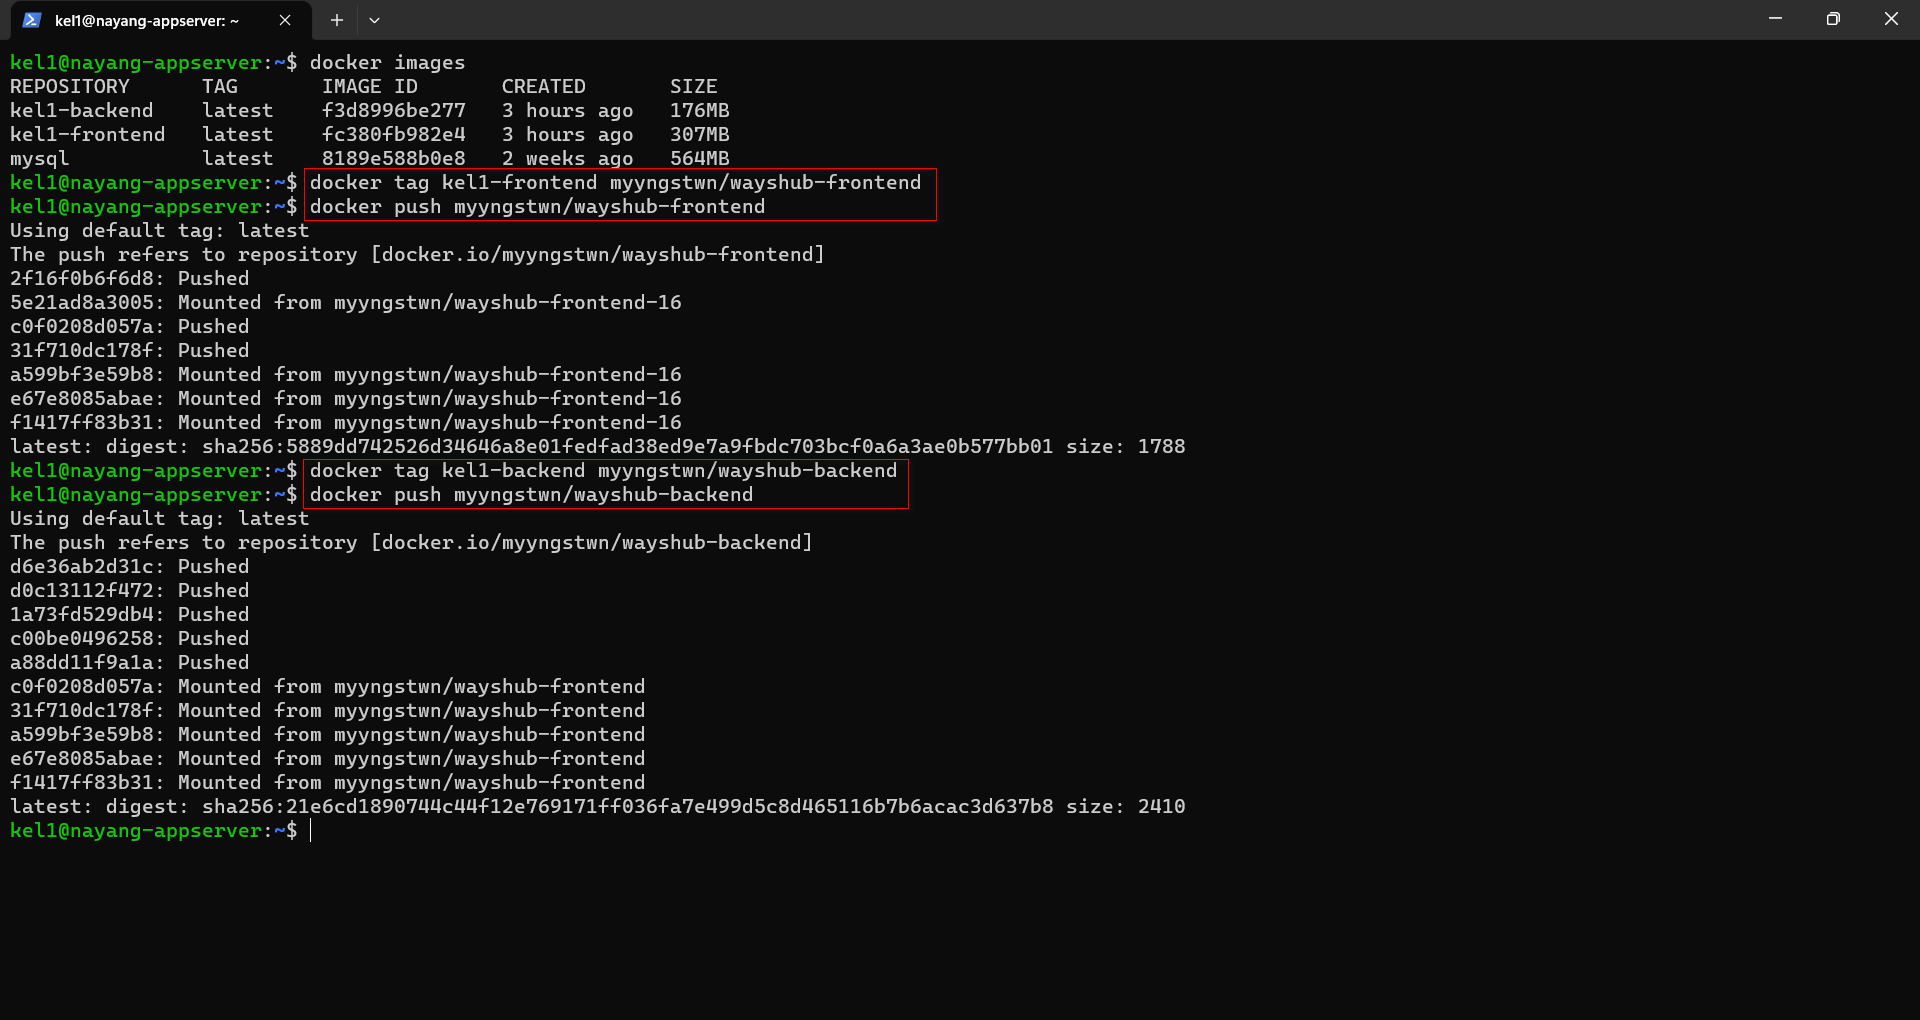 kel1@nayang-appserver: ~
kel1@nayang-appserver:~$ docker images
REPOSITORY      TAG       IMAGE ID       CREATED       SIZE
kel1-backend    latest    f3d8996be277   3 hours ago   176MB
kel1-frontend   latest    fc380fb982e4   3 hours ago   307MB
mysql           latest    8189e588b0e8   2 weeks ago   564MB
kel1@nayang-appserver:~$ docker tag kel1-frontend myyngstwn/wayshub-frontend
kel1@nayang-appserver:~$ docker push myyngstwn/wayshub-frontend
Using default tag: latest
The push refers to repository [docker.io/myyngstwn/wayshub-frontend]
2f16f0b6f6d8: Pushed
5e21ad8a3005: Mounted from myyngstwn/wayshub-frontend-16
c0f0208d057a: Pushed
31f710dc178f: Pushed
a599bf3e59b8: Mounted from myyngstwn/wayshub-frontend-16
e67e8085abae: Mounted from myyngstwn/wayshub-frontend-16
f1417ff83b31: Mounted from myyngstwn/wayshub-frontend-16
latest: digest: sha256:5889dd742526d34646a8e01fedfad38ed9e7a9fbdc703bcf0a6a3ae0b577bb01 size: 1788
kel1@nayang-appserver:~$ docker tag kel1-backend myyngstwn/wayshub-backend
kel1@nayang-appserver:~$ docker push myyngstwn/wayshub-backend
Using default tag: latest
The push refers to repository [docker.io/myyngstwn/wayshub-backend]
d6e36ab2d31c: Pushed
d0c13112f472: Pushed
1a73fd529db4: Pushed
c00be0496258: Pushed
a88dd11f9a1a: Pushed
c0f0208d057a: Mounted from myyngstwn/wayshub-frontend
31f710dc178f: Mounted from myyngstwn/wayshub-frontend
a599bf3e59b8: Mounted from myyngstwn/wayshub-frontend
e67e8085abae: Mounted from myyngstwn/wayshub-frontend
f1417ff83b31: Mounted from myyngstwn/wayshub-frontend
latest: digest: sha256:21e6cd1890744c44f12e769171ff036fa7e499d5c8d465116b7b6acac3d637b8 size: 2410
kel1@nayang-appserver:~$